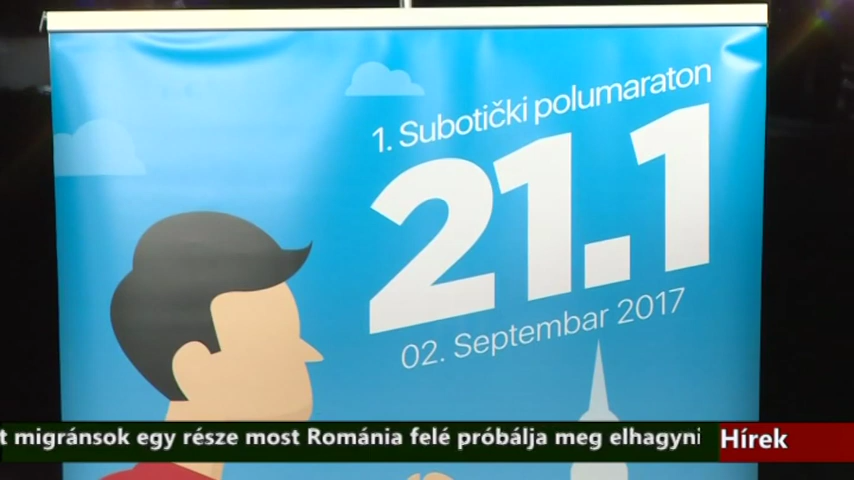 1. Subotički polumaraton
21.1
02. Septembar 2017
t migránsok egy része most Románia felé próbálja meg elhagyni
Hírek